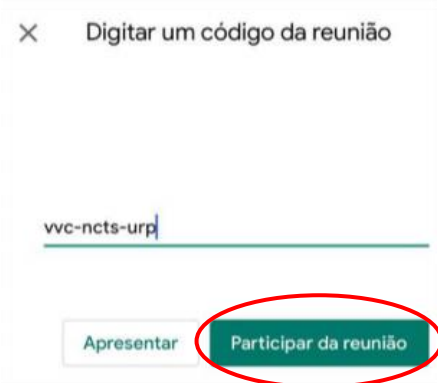 Digitar um código da reunião
vvc-ncts-urp
Apresentar
Participar da reunião